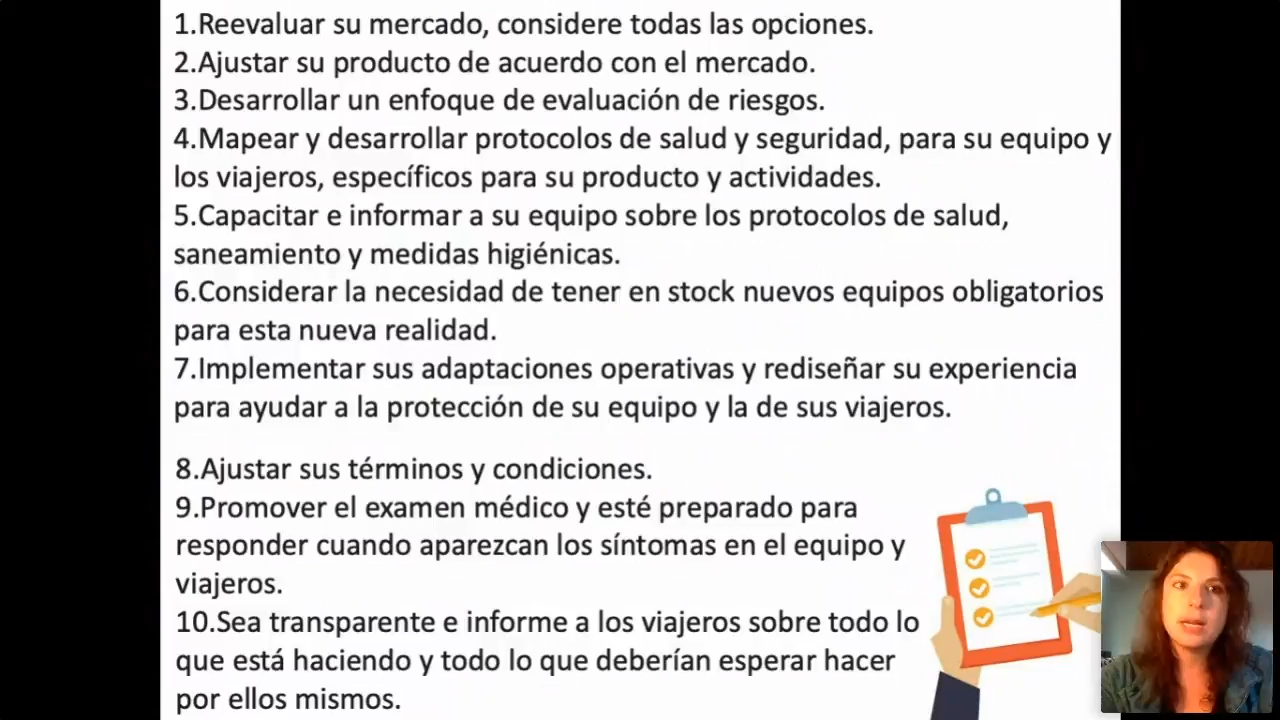 1.Reevaluar su mercado, considere todas las opciones.
2.Ajustar su producto de acuerdo con el mercado.
3.Desarrollar un enfoque de evaluación de riesgos.
4.Mapear y desarrollar protocolos de salud y seguridad, para su equipo y
los viajeros, específicos para su producto y actividades.
5.Capacitar e informar a su equipo sobre los protocolos de salud,
saneamiento y medidas higiénicas.
6.Considerar la necesidad de tener en stock nuevos equipos obligatorios
para esta nueva realidad.
7.Implementar sus adaptaciones operativas y rediseñar su experiencia
para ayudar a la protección de su equipo y la de sus viajeros.
8.Ajustar sus términos y condiciones.
9.Promover el examen médico y esté preparado para
responder cuando aparezcan los síntomas en el equipo y
viajeros.
10.Sea transparente e informe a los viajeros sobre todo lo
que está haciendo y todo lo que deberían esperar hacer
por ellos mismos.